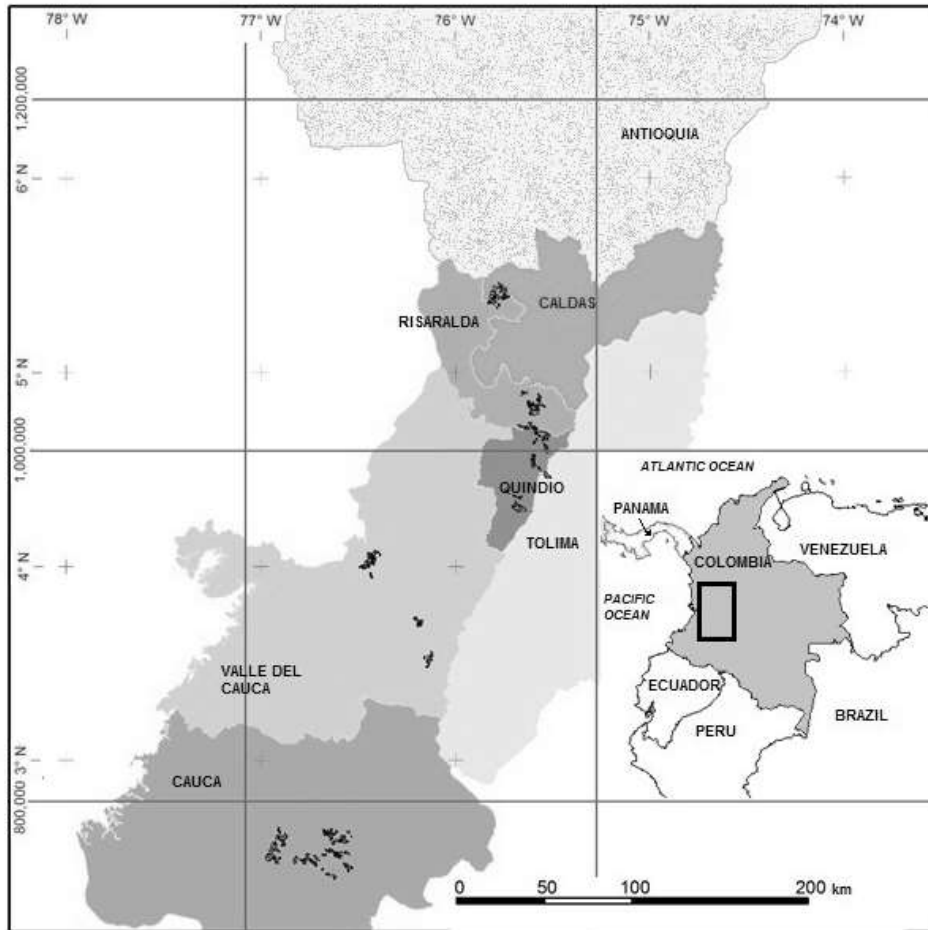 78° W
77° W
76° W
75° W
74° W
1,200,000
6° N
5° N
1,000,000
4° N
3° N
800,000
ANTIOQUIA
CALDAS
RISARALDA
QUINDIO
TOLIMA
VALLE DEL
CAUCA
CAUCA
ATLANTIC OCEAN
PANAMA
VENEZUELA
COLOMBIA
PACIFIC
OCEAN
ECUADOR
PERU
BRAZIL
0 50 100 200 km